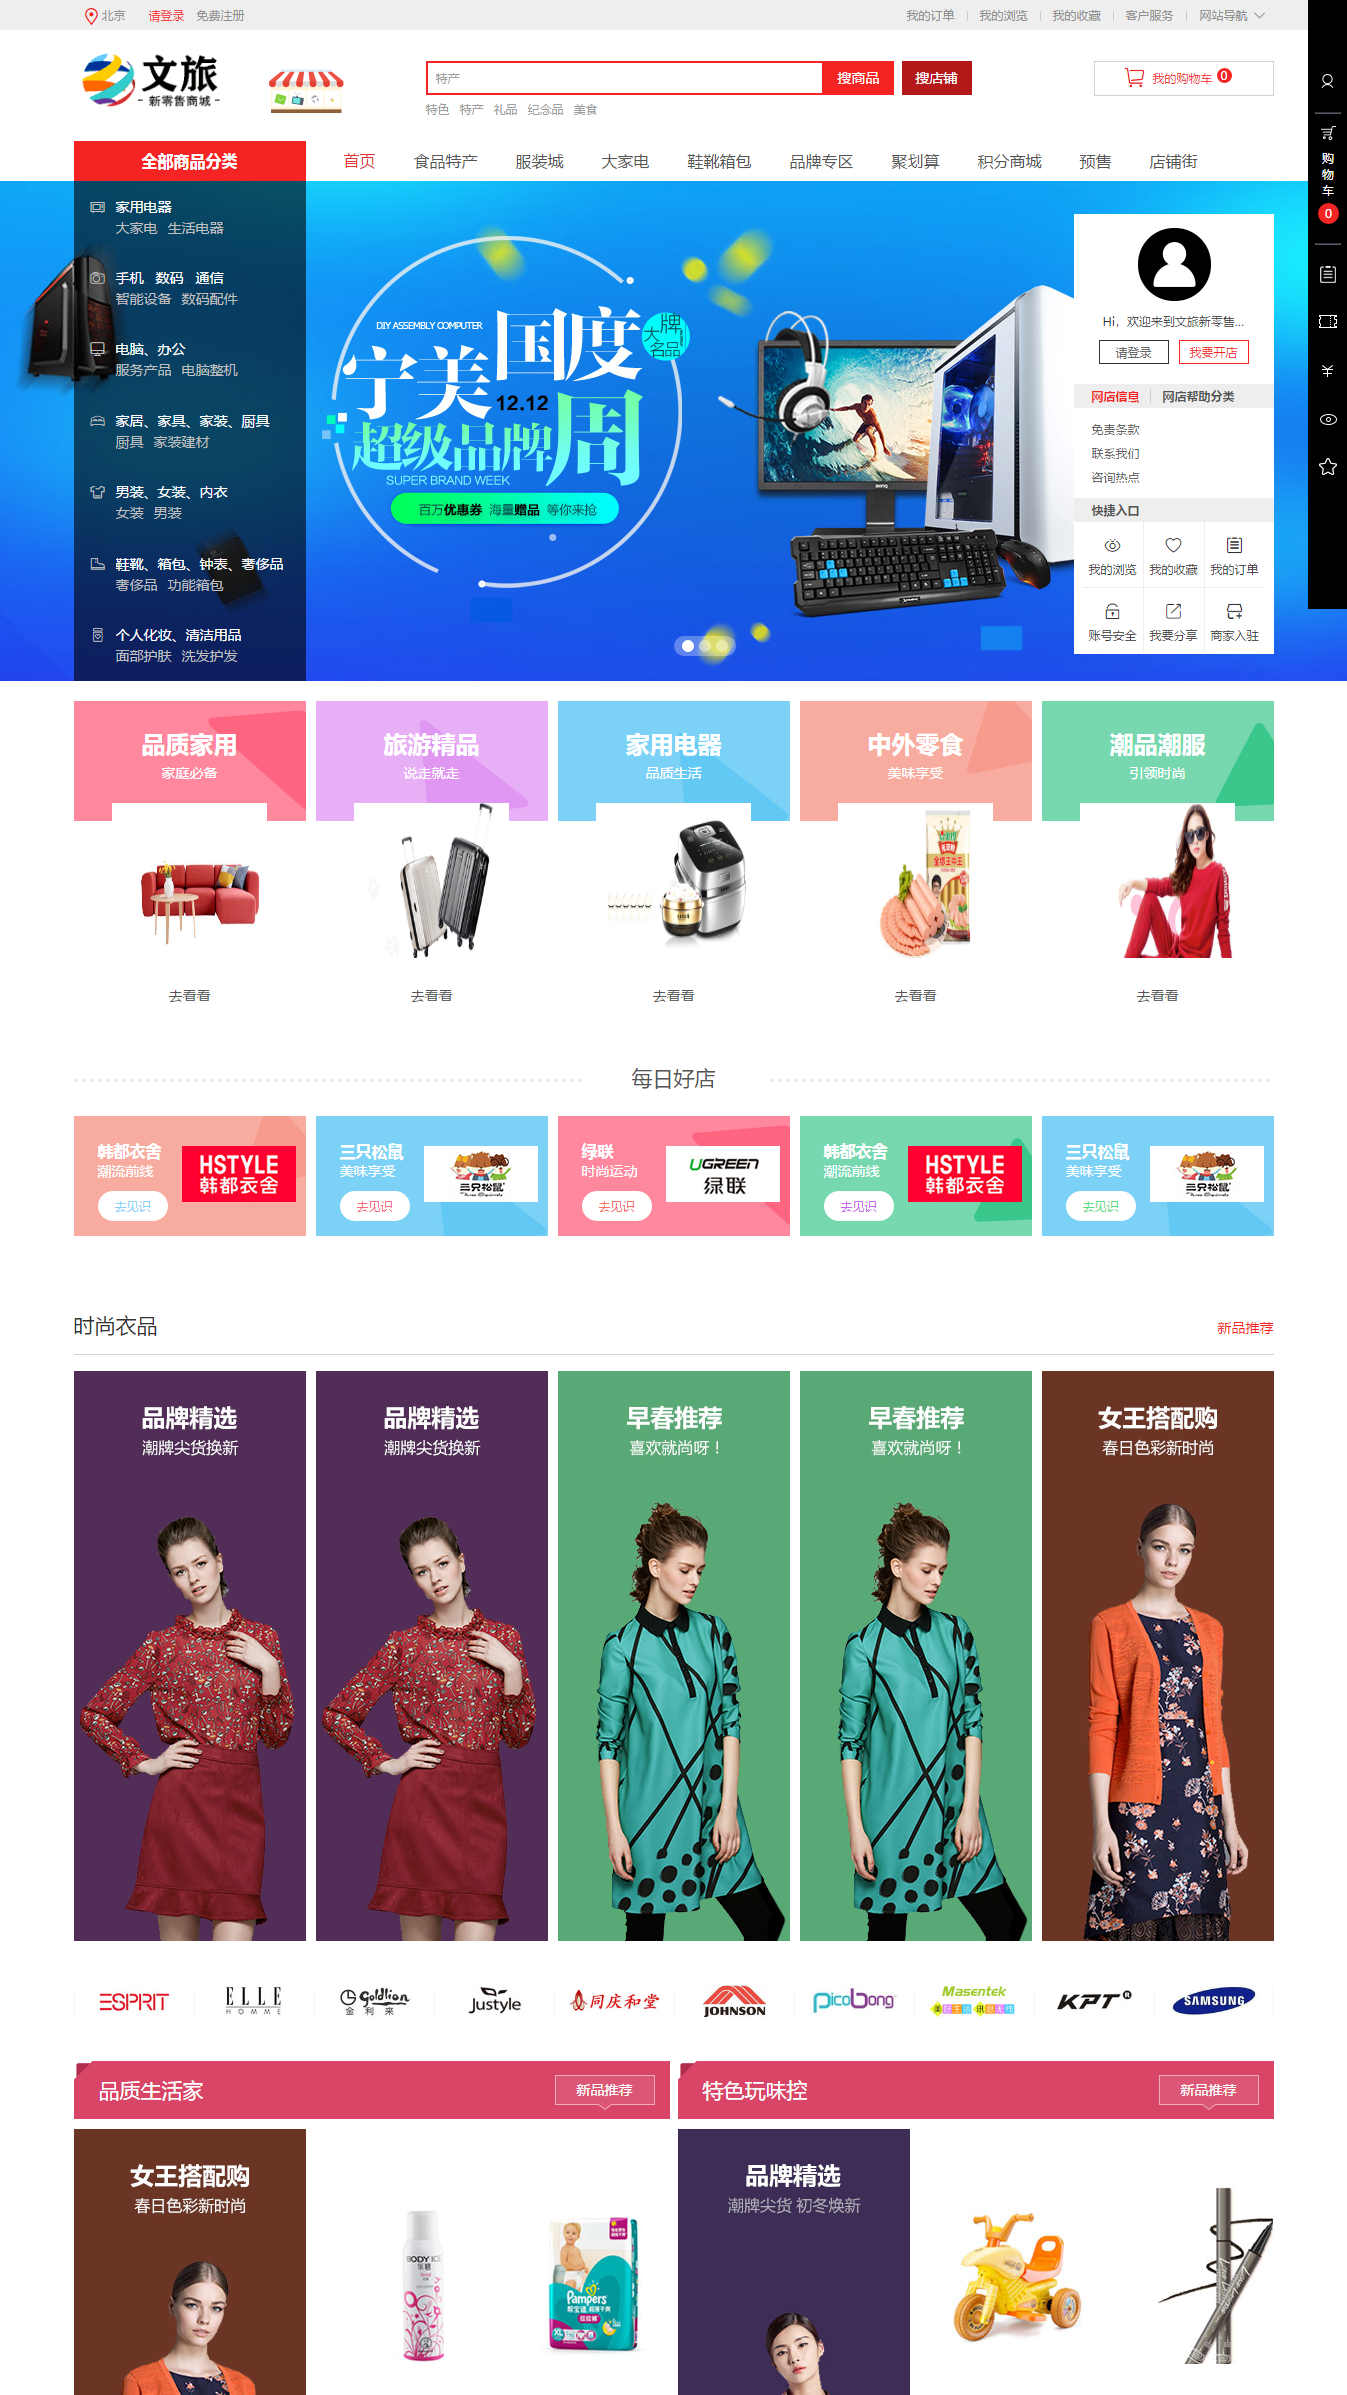 北京 请登录 免费注册
我的订单 我的浏览 我的收藏 客户服务 网站导航
文旅
- 新零售商城 -
特产 搜商品 搜店铺
特色 特产 礼品 纪念品 美食
我的购物车 0
购物车
0
全部商品分类 首页 食品特产 服装城 大家电 鞋靴箱包 品牌专区 聚划算 积分商城 预售 店铺街
家用电器
大家电 生活电器
手机 数码 通信
智能设备 数码配件
电脑、办公
服务产品 电脑整机
家居、家具、家装、厨具
厨具 家装建材
男装、女装、内衣
女装 男装
鞋靴、箱包、钟表、奢侈品
奢侈品 功能箱包
个人化妆、清洁用品
面部护肤 洗发护发
DIY ASSEMBLY COMPUTER
宁美国度
大牌
名品
12.12
超级品牌周
SUPER BRAND WEEK
百万优惠券 海量赠品 等你来抢
BenQ
Hi，欢迎来到文旅新零售...
请登录 我要开店
网店信息 网店帮助分类
免责条款
联系我们
咨询热点
快捷入口
我的浏览 我的收藏 我的订单
账号安全 我要分享 商家入驻
品质家用 旅游精品 家用电器 中外零食 潮品潮服
家庭必备 说走就走 品质生活 美味享受 引领时尚
去看看 去看看 去看看 去看看 去看看
每日好店
韩都衣舍
潮流前线
去见识
HSTYLE
韩都衣舍
三只松鼠
美味享受
去见识
三只松鼠
Three Squirrels
绿联
时尚运动
去见识
UGREEN
绿联
韩都衣舍
潮流前线
去见识
HSTYLE
韩都衣舍
三只松鼠
美味享受
去见识
三只松鼠
Three Squirrels
时尚衣品 新品推荐
品牌精选 品牌精选 早春推荐 早春推荐 女王搭配购
潮牌尖货换新 潮牌尖货换新 喜欢就尚呀！ 喜欢就尚呀！ 春日色彩新时尚
ESPRIT
ELLE
HOMME
Goldlion
金利来
Justyle
同庆和堂
JOHNSON
PicoBong
Masentek
KPT
SAMSUNG
品质生活家 新品推荐
特色玩味控 新品推荐
女王搭配购
春日色彩新时尚
BODY ICE
Pampers
XL
品牌精选
潮牌尖货 初冬焕新